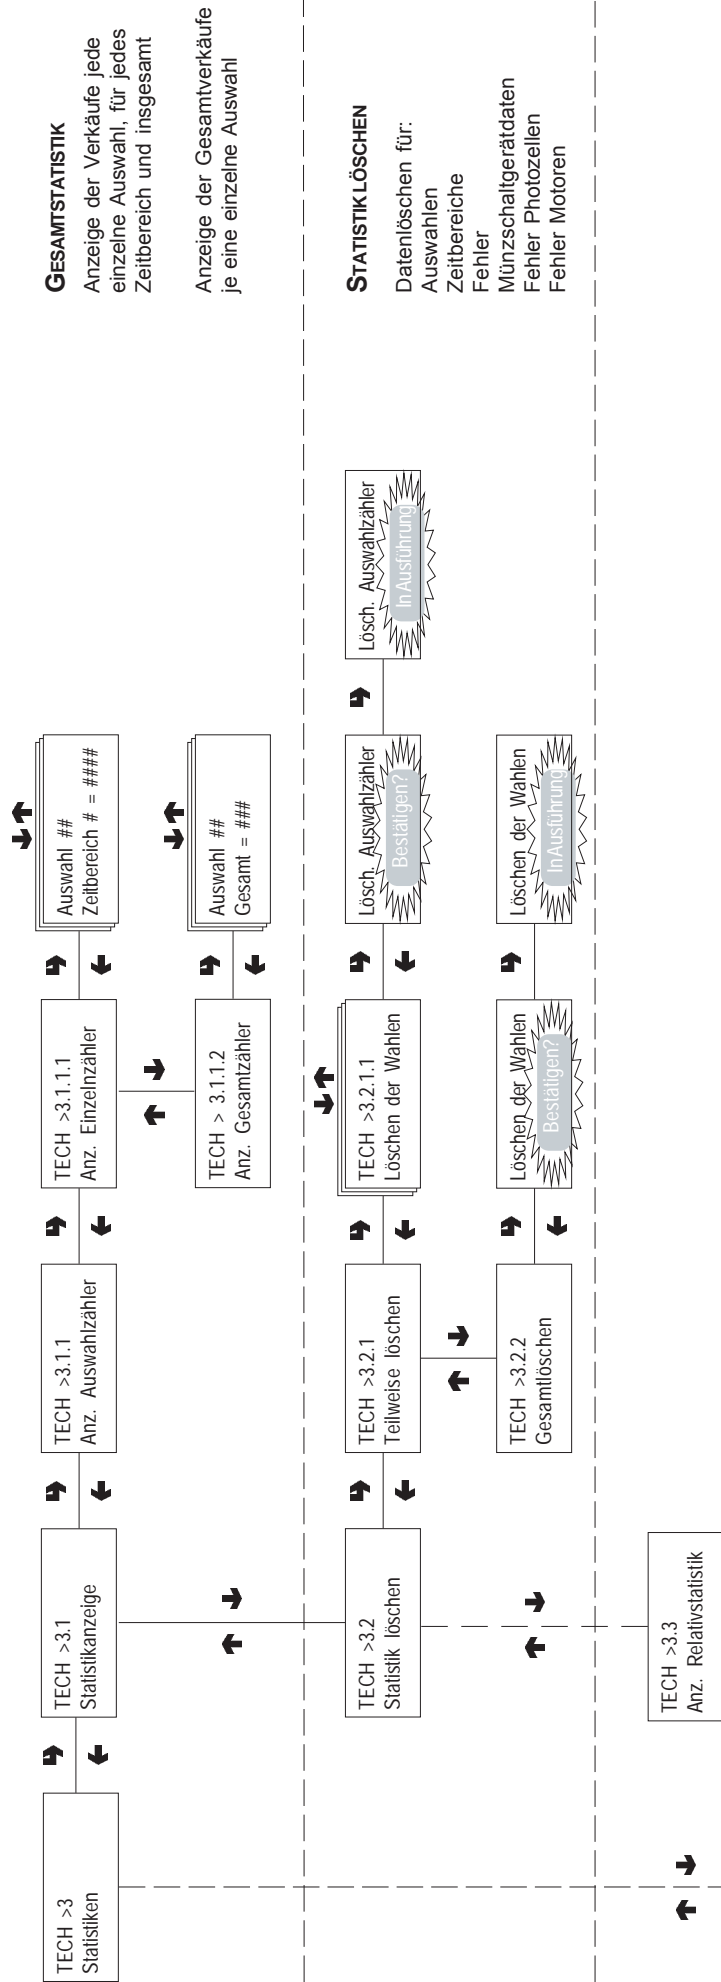 TECH >3
Statistiken
TECH >3.1
Statistikanzeige
TECH >3.1.1
Anz. Auswahlzähler
TECH >3.1.1.1
Anz. Einzelnzähler
Auswahl ##
Zeitbereich # = ####
TECH > 3.1.1.2
Anz. Gesamtzähler
Auswahl ##
Gesamt = ###
GESAMTSTATISTIK
Anzeige der Verkäufe jede
einzelne Auswahl, für jedes
Zeitbereich und insgesamt
Anzeige der Gesamtverkäufe
je eine einzelne Auswahl
TECH >3.2
Statistik löschen
TECH >3.2.1
Teilweise löschen
TECH >3.2.1.1
Löschen der Wahlen
Lösch. Auswahlzähler
Bestätigen?
Lösch. Auswahlzähler
In Ausführung
TECH >3.2.2
Gesamtlöschen
Löschen der Wahlen
Bestätigen?
Löschen der Wahlen
In Ausführung
STATISTIK LÖSCHEN
Datenlöschen für:
Auswahlen
Zeitbereiche
Fehler
Münzschaltgerätdaten
Fehler Photozellen
Fehler Motoren
TECH >3.3
Anz. Relativstatistik